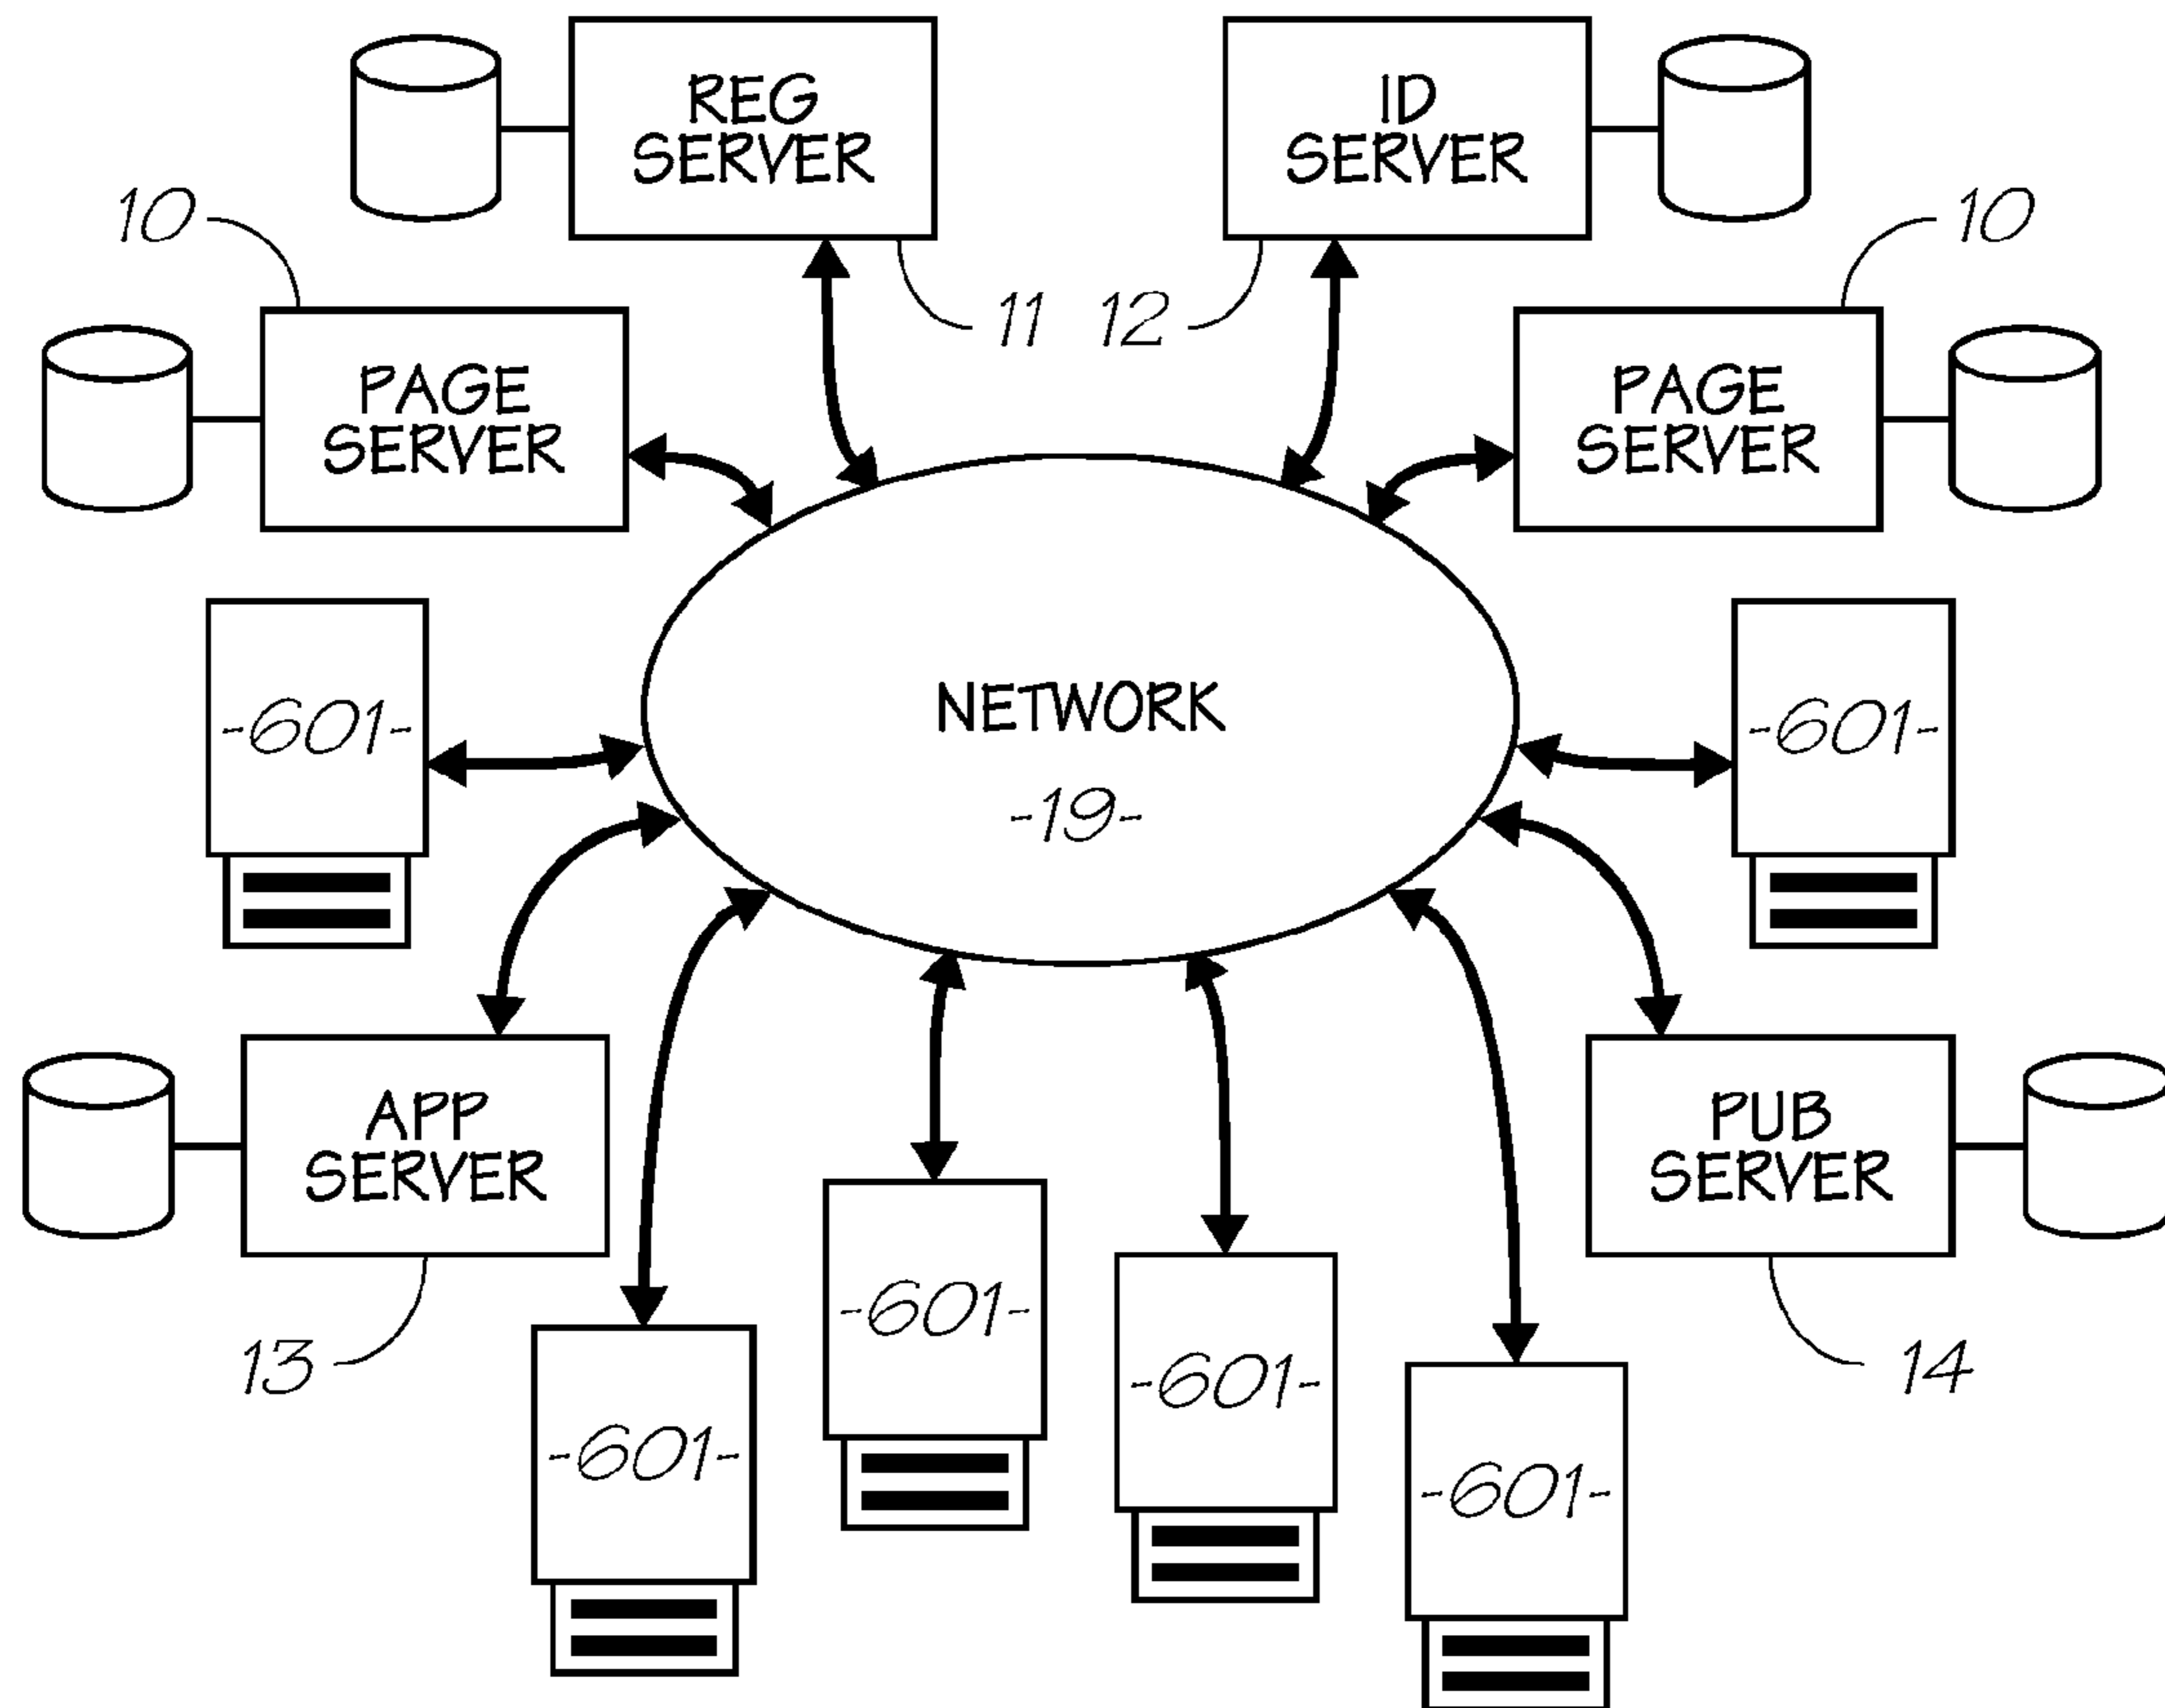 REG
SERVER
ID
SERVER
10
10
11
12
PAGE
SERVER
PAGE
SERVER
-601-
NETWORK
-19-
-601-
APP
SERVER
PUB
SERVER
13
14
-601-
-601-
-601-
-601-